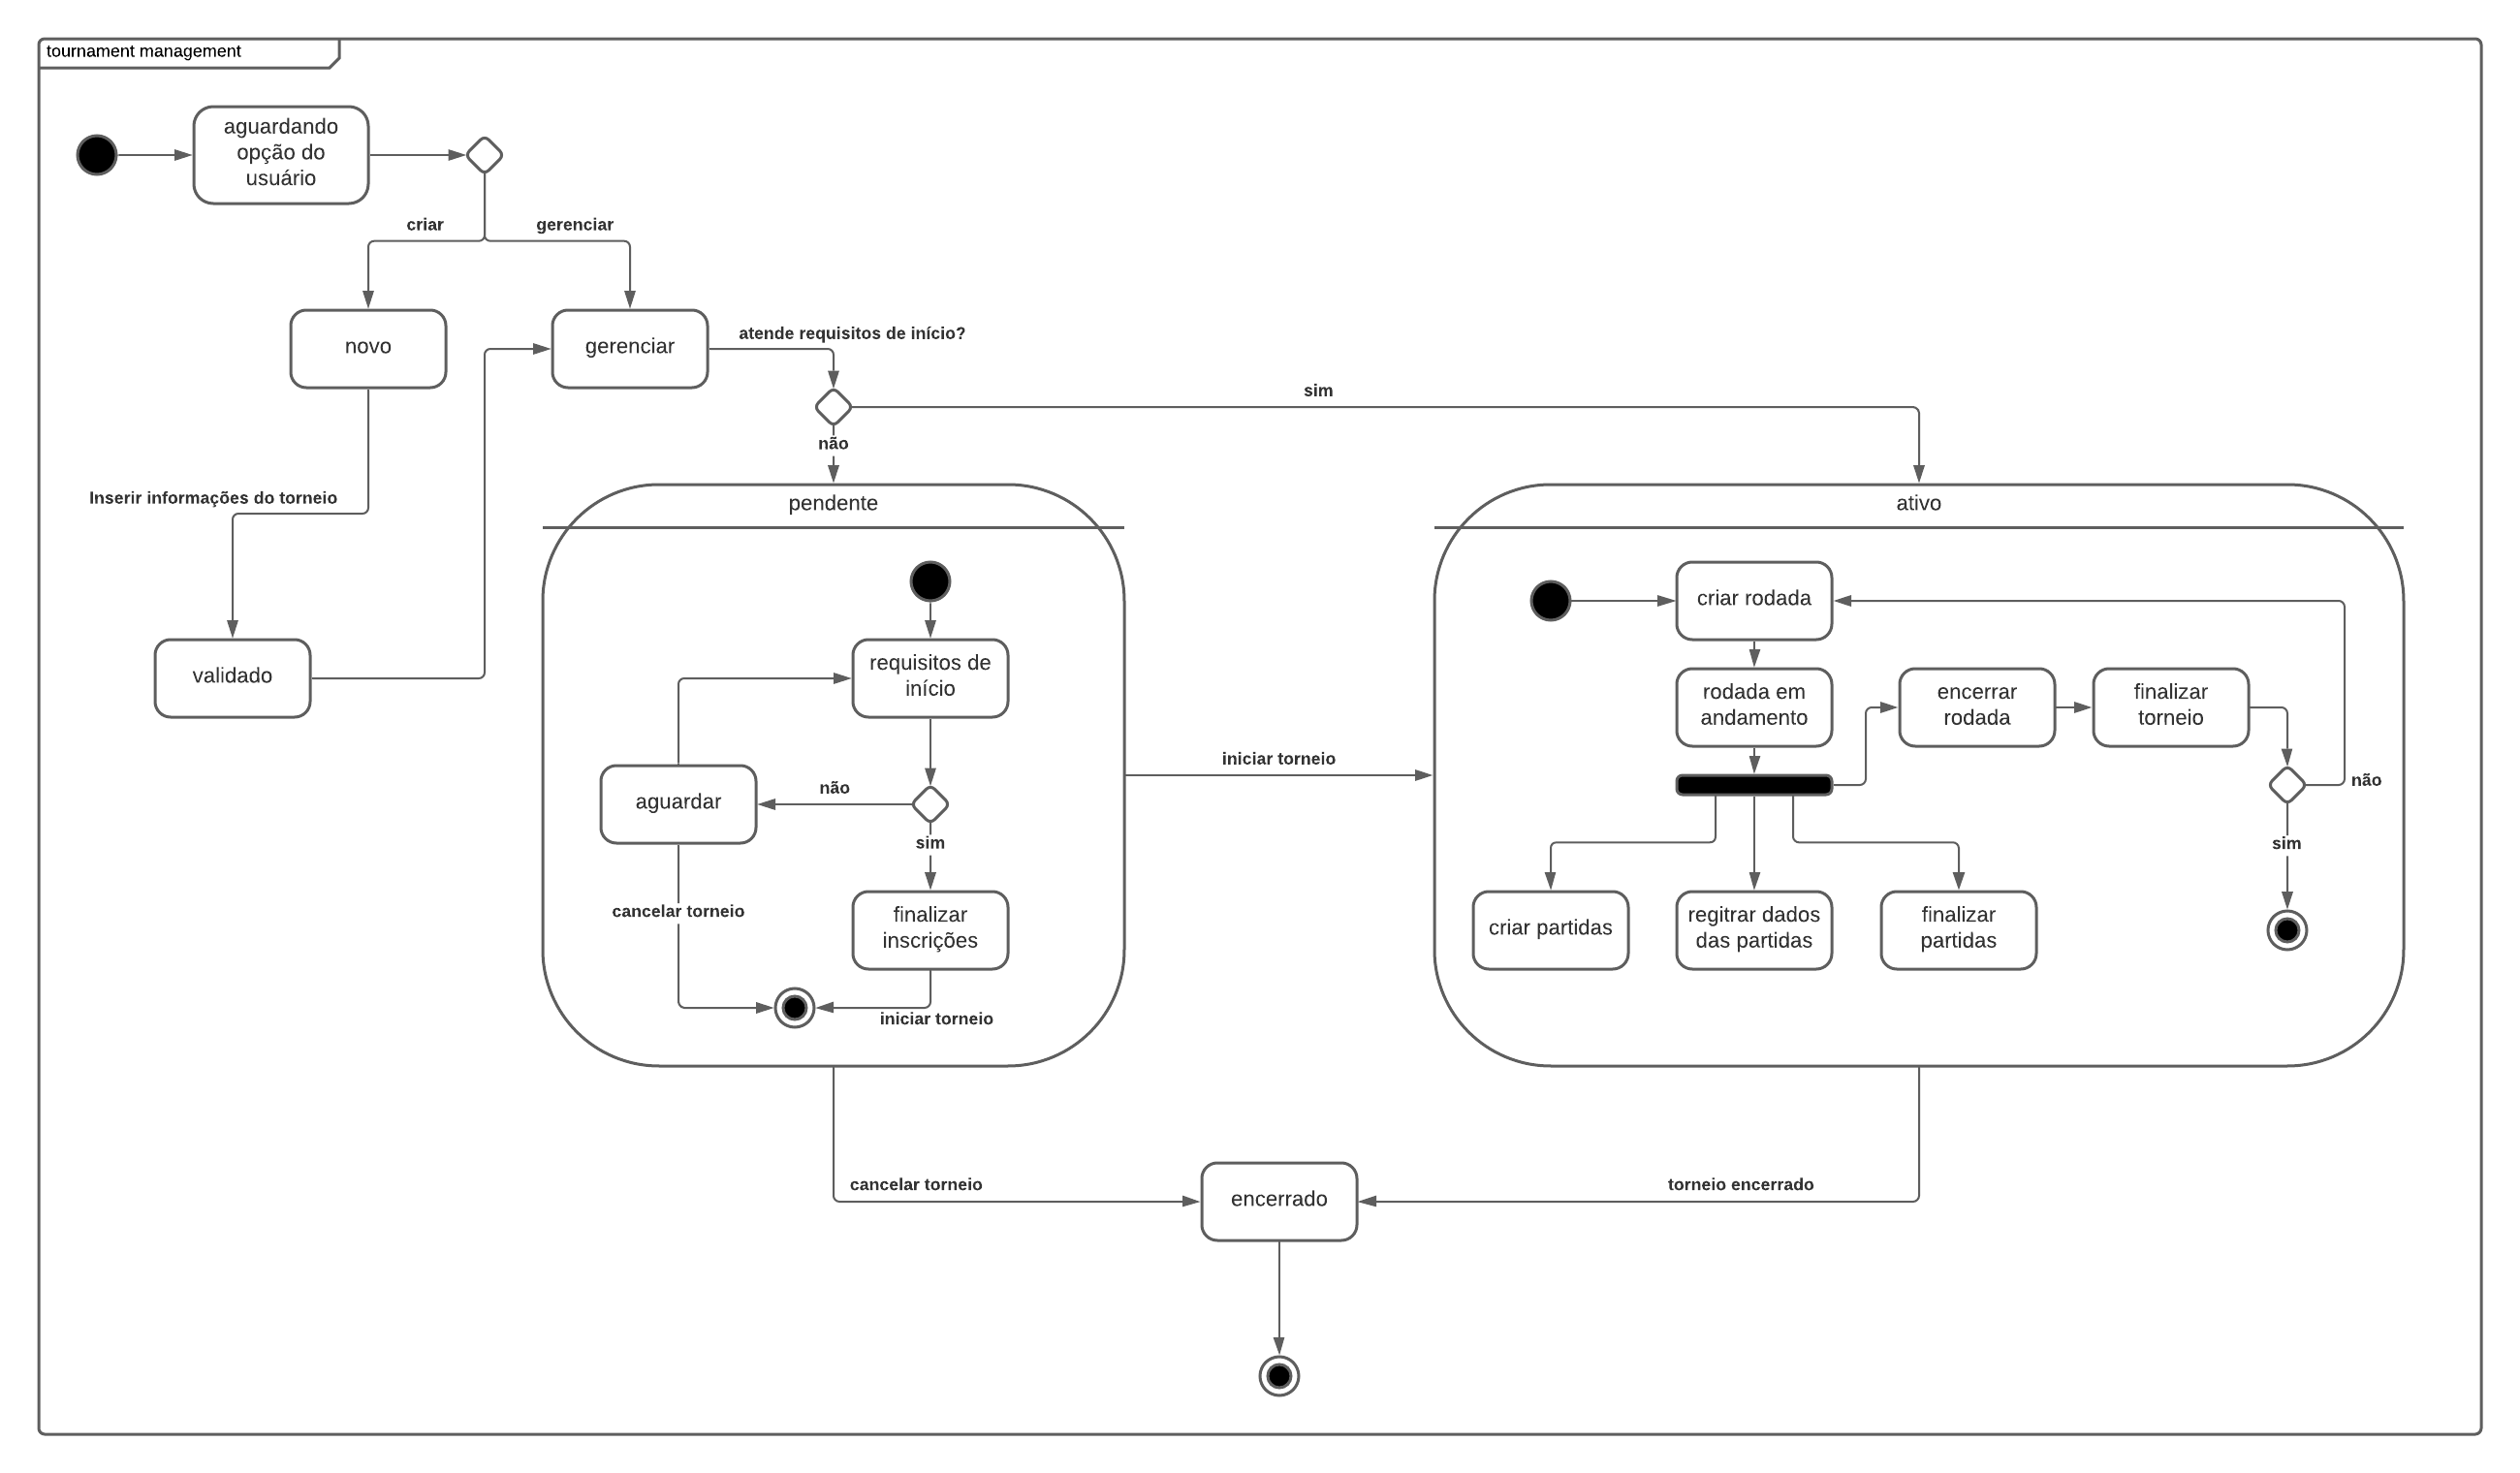 tournament management
aguardando
opção do
usuário
criar
gerenciar
novo
gerenciar
atende requisitos de início?
sim
não
Inserir informações do torneio
validado
pendente
requisitos de
início
aguardar
não
sim
cancelar torneio
finalizar
inscrições
iniciar torneio
iniciar torneio
ativo
criar rodada
rodada em
andamento
encerrar
rodada
finalizar
torneio
não
sim
criar partidas
regitrar dados
das partidas
finalizar
partidas
cancelar torneio
encerrado
torneio encerrado